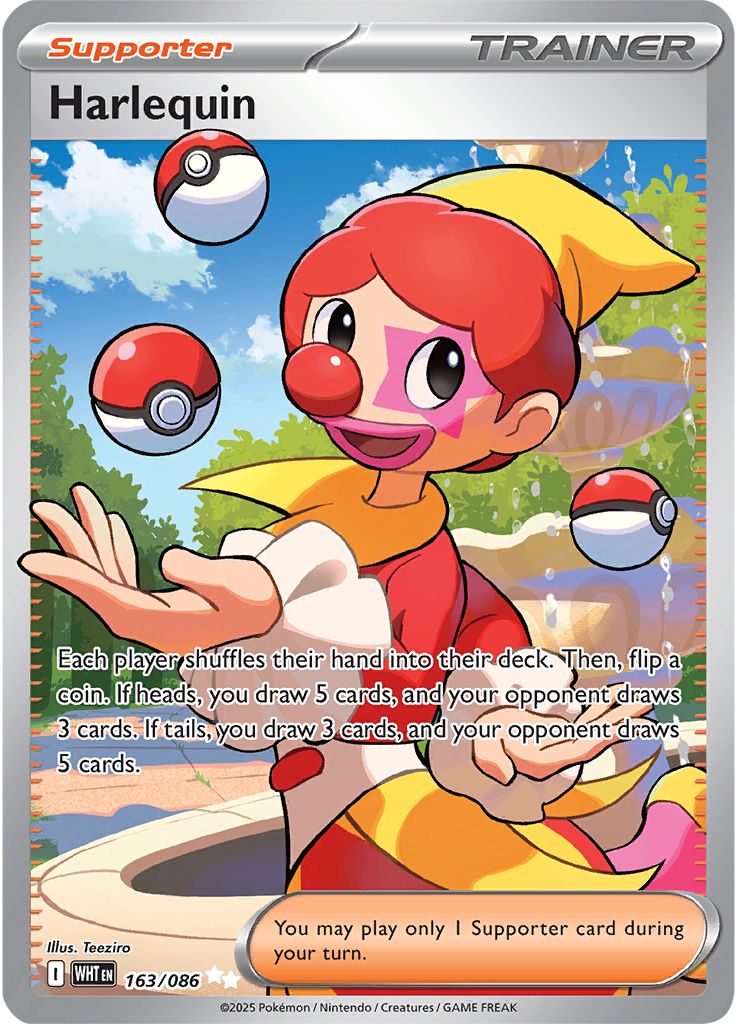 Supporter
TRAINER
Harlequin
Each player shuffles their hand into their deck. Then, flip a
coin. If heads, you draw 5 cards, and your opponent draws
3 cards. If tails, you draw 3 cards, and your opponent draws
5 cards.
You may play only 1 Supporter card during
your turn.
Illus. Teeziro
I WHT EN 163/086
©2025 Pokémon / Nintendo / Creatures / GAME FREAK